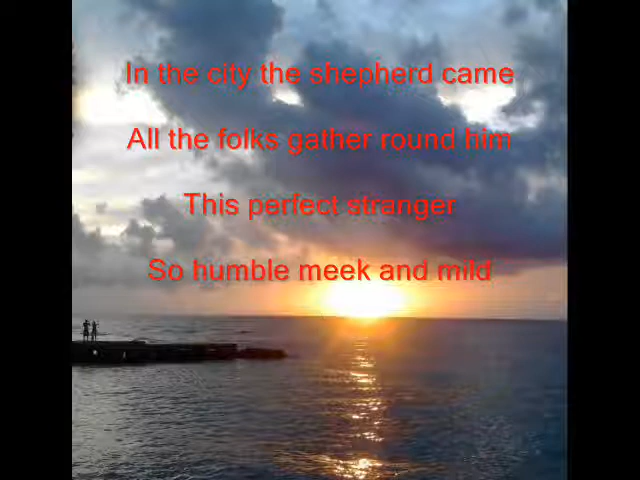 In the city the shepherd came
All the folks gather round him
This perfect stranger
So humble meek and mild